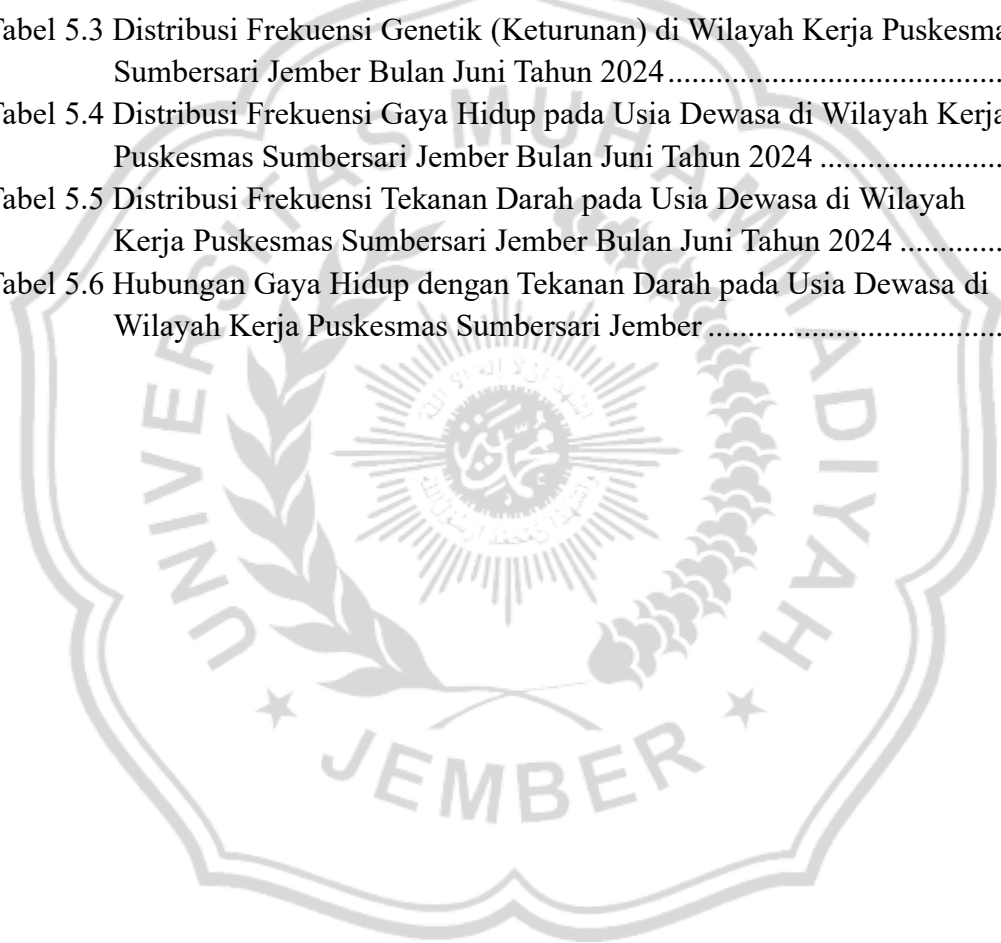 Tabel 5.3 Distribusi Frekuensi Genetik (Keturunan) di Wilayah Kerja Puskesma
Sumbersari Jember Bulan Juni Tahun 2024....................................
Tabel 5.4 Distribusi Frekuensi Gaya Hidup pada Usia Dewasa di Wilayah Kerja
Puskesmas Sumbersari Jember Bulan Juni Tahun 2024 ......................
Tabel 5.5 Distribusi Frekuensi Tekanan Darah pada Usia Dewasa di Wilayah
Kerja Puskesmas Sumbersari Jember Bulan Juni Tahun 2024 .............
Tabel 5.6 Hubungan Gaya Hidup dengan Tekanan Darah pada Usia Dewasa di
Wilayah Kerja Puskesmas Sumbersari Jember.....................................
UNIVERSITAS MUHAMMADIYAH
JEMBER